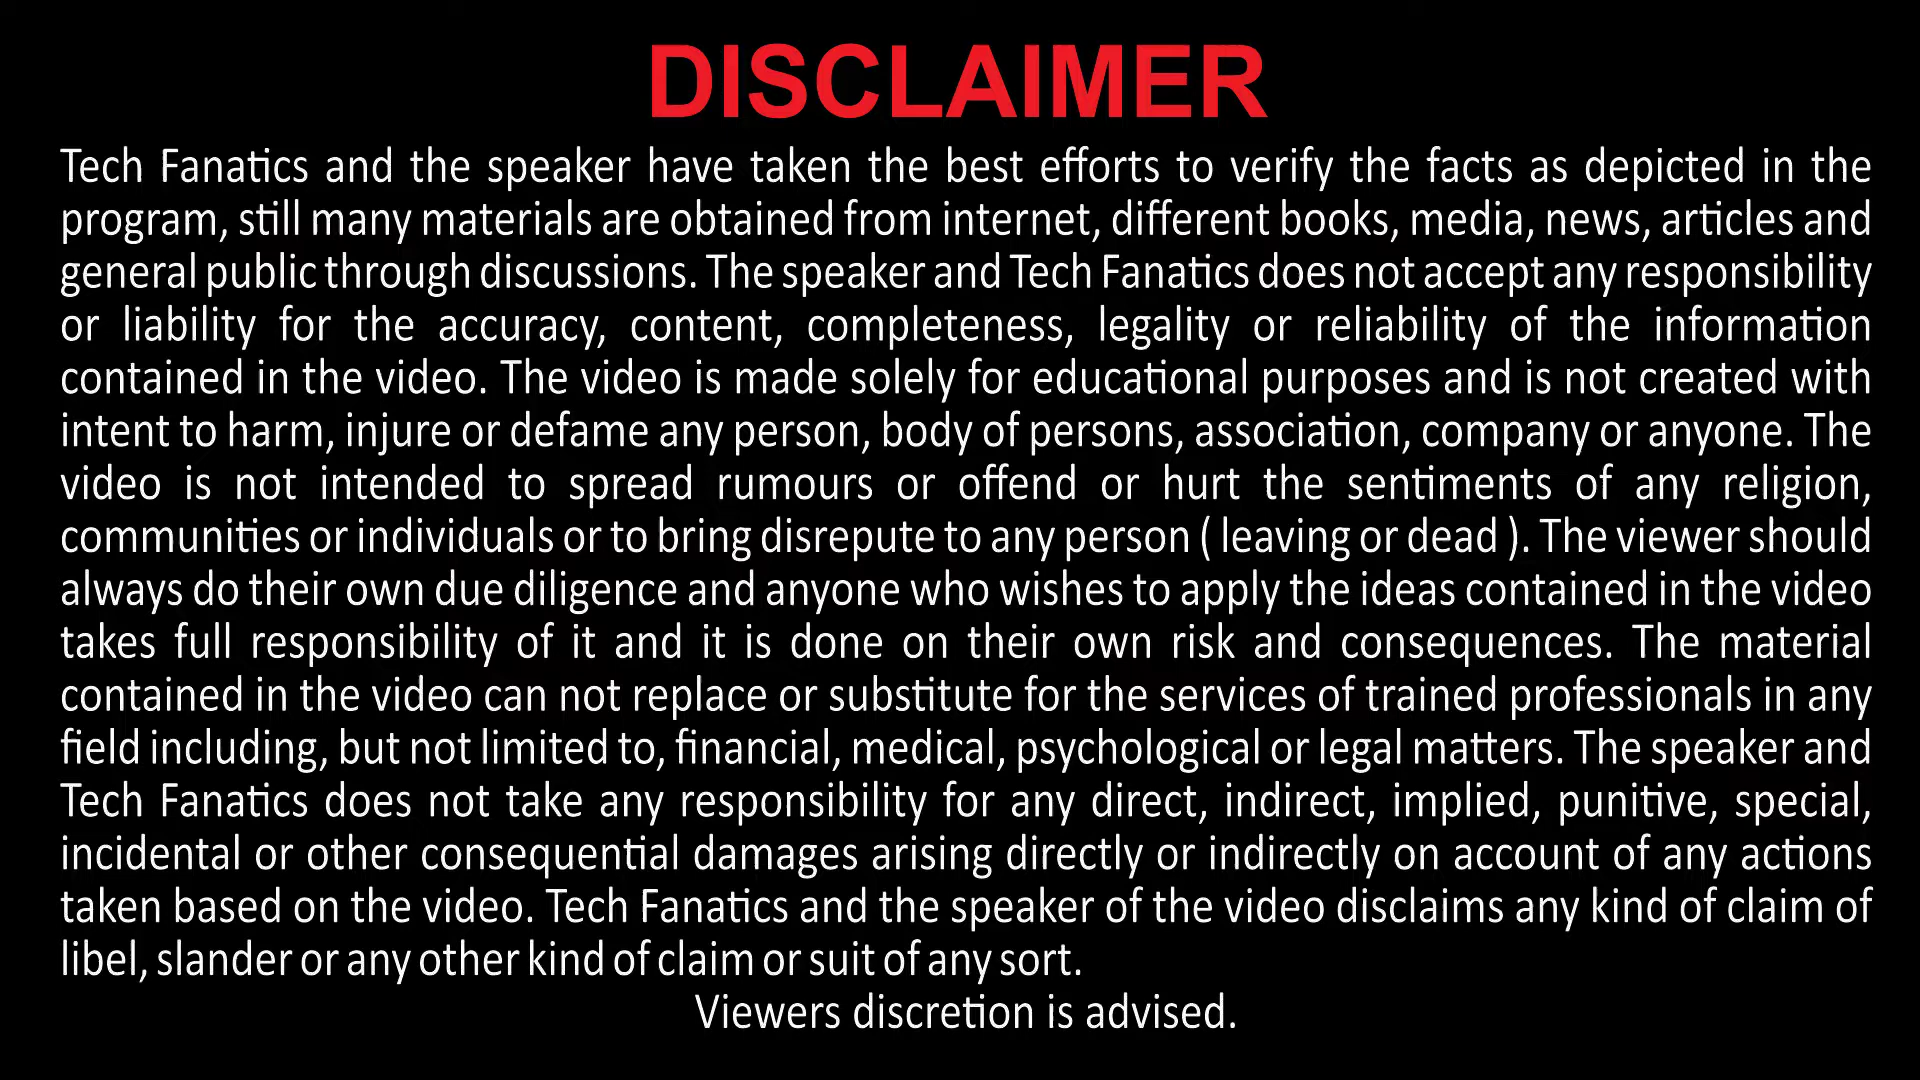 DISCLAIMER
Tech Fanatics and the speaker have taken the best efforts to verify the facts as depicted in the
program, still many materials are obtained from internet, different books, media, news, articles and
general public through discussions. The speaker and Tech Fanatics does not accept any responsibility
or liability for the accuracy, content, completeness, legality or reliability of the information
contained in the video. The video is made solely for educational purposes and is not created with
intent to harm, injure or defame any person, body of persons, association, company or anyone. The
video is not intended to spread rumours or offend or hurt the sentiments of any religion,
communities or individuals or to bring disrepute to any person ( leaving or dead ). The viewer should
always do their own due diligence and anyone who wishes to apply the ideas contained in the video
takes full responsibility of it and it is done on their own risk and consequences. The material
contained in the video can not replace or substitute for the services of trained professionals in any
field including, but not limited to, financial, medical, psychological or legal matters. The speaker and
Tech Fanatics does not take any responsibility for any direct, indirect, implied, punitive, special,
incidental or other consequential damages arising directly or indirectly on account of any actions
taken based on the video. Tech Fanatics and the speaker of the video disclaims any kind of claim of
libel, slander or any other kind of claim or suit of any sort.
Viewers discretion is advised.